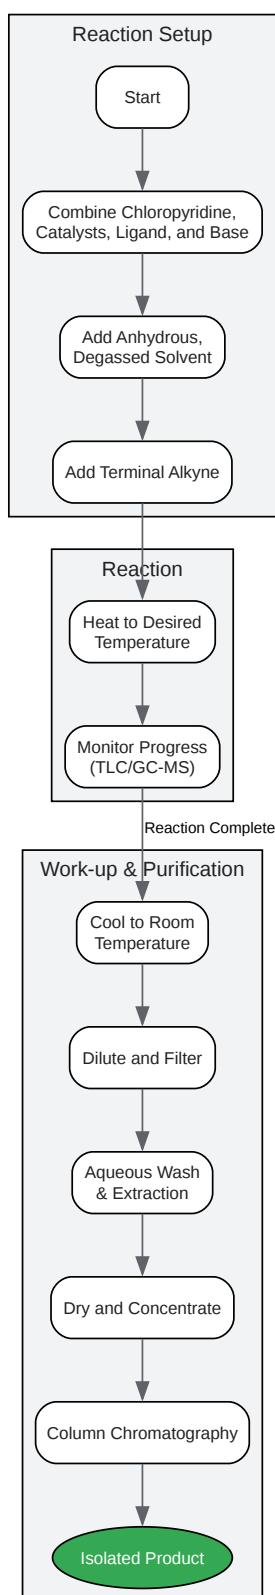 Reaction Setup
Start
Combine Chloropyridine,
Catalysts, Ligand, and Base
Add Anhydrous,
Degassed Solvent
Add Terminal Alkyne
Reaction
Heat to Desired
Temperature
Monitor Progress
(TLC/GC-MS)
Reaction Complete
Work-up & Purification
Cool to Room
Temperature
Dilute and Filter
Aqueous Wash
& Extraction
Dry and Concentrate
Column Chromatography
Isolated Product